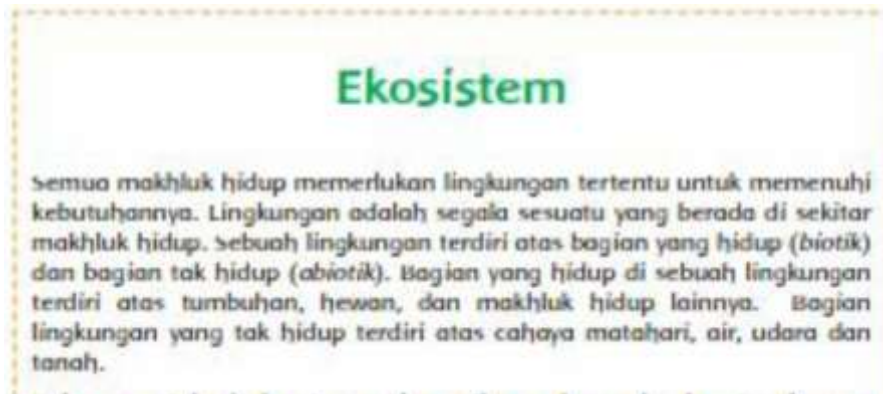 Ekosistem
Semua makhluk hidup memerlukan lingkungan tertentu untuk memenuhi
kebutuhannya. Lingkungan adalah segala sesuatu yang berada di sekitar
makhluk hidup. Sebuah lingkungan terdiri atas bagian yang hidup (biotik)
dan bagian tak hidup (abiotik). Bagian yang hidup di sebuah lingkungan
terdiri atas tumbuhan, hewan, dan makhluk hidup lainnya. Bagian
lingkungan yang tak hidup terdiri atas cahaya matahari, air, udara dan
tanah.